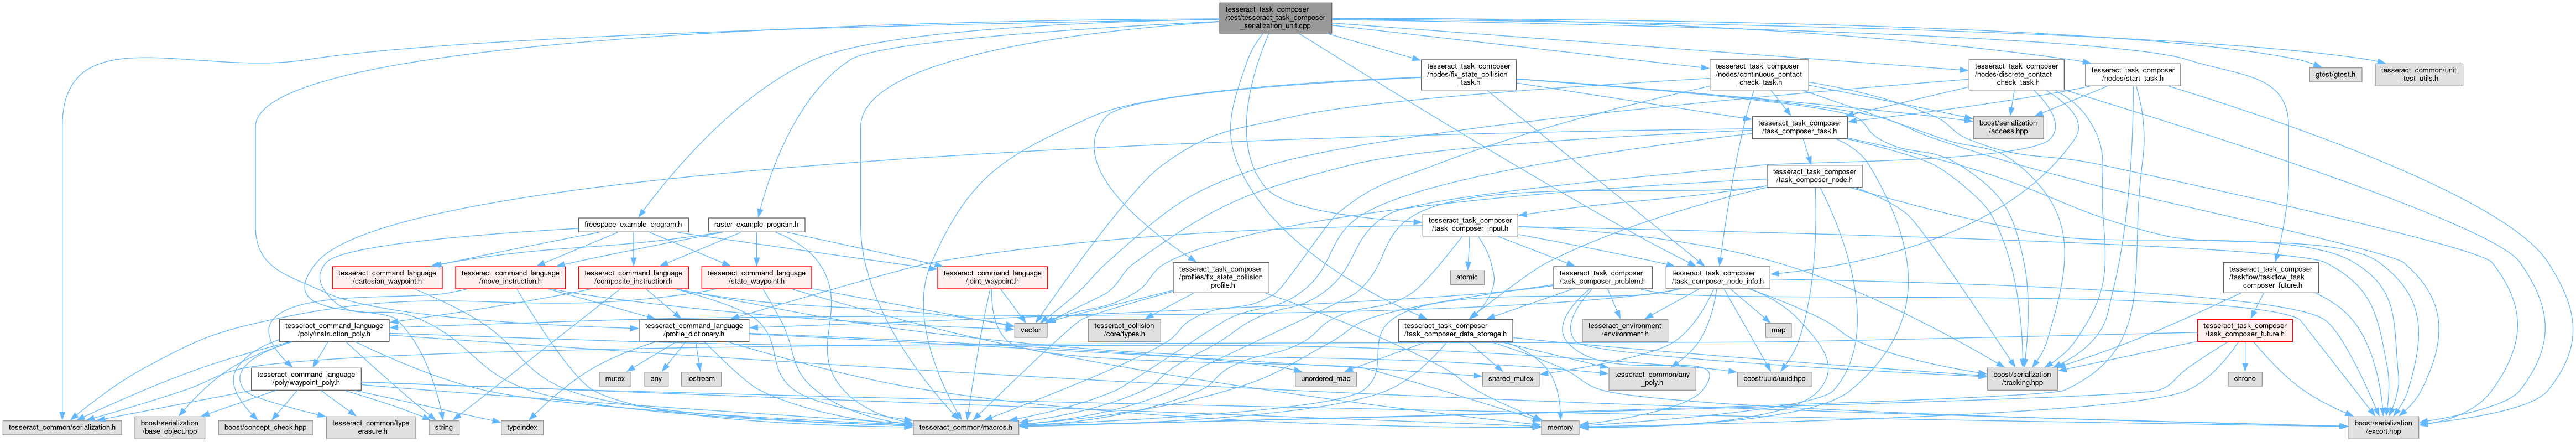 tesseract_task_composer
/test/tesseract_task_composer
_serialization_unit.cpp
tesseract_task_composer
/nodes/fix_state_collision
_task.h
tesseract_task_composer
/nodes/continuous_contact
_check_task.h
tesseract_task_composer
/nodes/discrete_contact
_check_task.h
tesseract_task_composer
/nodes/start_task.h
gtest/gtest.h
tesseract_common/unit
_test_utils.h
tesseract_task_composer
/task_composer_task.h
boost/serialization
/access.hpp
tesseract_task_composer
/task_composer_node.h
freespace_example_program.h
raster_example_program.h
tesseract_task_composer
/task_composer_input.h
tesseract_command_language
/cartesian_waypoint.h
tesseract_command_language
/move_instruction.h
tesseract_command_language
/composite_instruction.h
tesseract_command_language
/state_waypoint.h
tesseract_command_language
/joint_waypoint.h
tesseract_task_composer
/profiles/fix_state_collision
_profile.h
atomic
tesseract_task_composer
/task_composer_problem.h
tesseract_task_composer
/task_composer_node_info.h
tesseract_task_composer
/taskflow/taskflow_task
_composer_future.h
tesseract_command_language
/poly/instruction_poly.h
tesseract_command_language
/profile_dictionary.h
vector
tesseract_collision
/core/types.h
tesseract_task_composer
/task_composer_data_storage.h
tesseract_environment
/environment.h
map
tesseract_task_composer
/task_composer_future.h
tesseract_command_language
/poly/waypoint_poly.h
mutex
any
iostream
unordered_map
shared_mutex
tesseract_common/any
_poly.h
boost/uuid/uuid.hpp
boost/serialization
/tracking.hpp
chrono
tesseract_common/serialization.h
boost/serialization
/base_object.hpp
boost/concept_check.hpp
tesseract_common/type
_erasure.h
string
typeindex
tesseract_common/macros.h
memory
boost/serialization
/export.hpp